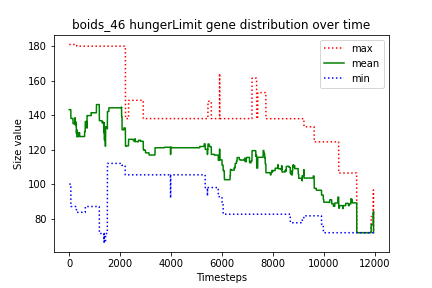 boids_46 hungerLimit gene distribution over time
max
mean
min
Size value
180
160
140
120
100
80
0
2000
4000
6000
8000
10000
12000
Timesteps